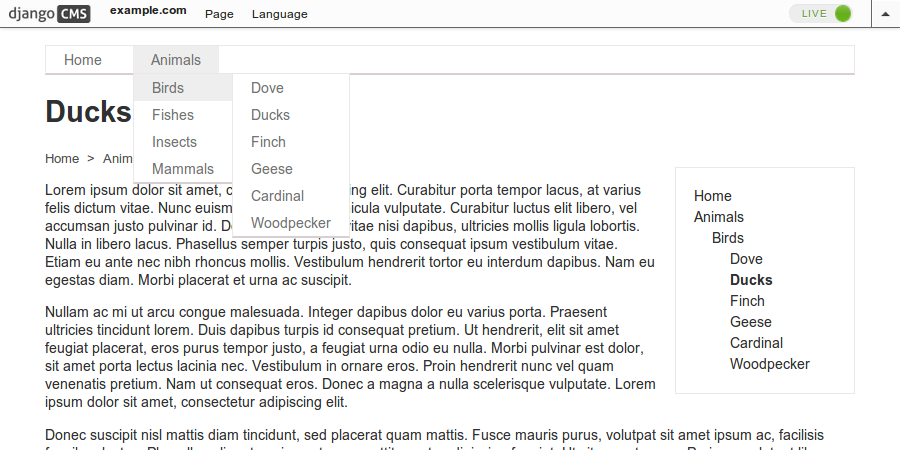 django CMS example.com Page Language LIVE
Home Animals
Birds Dove
Fishes Ducks
Insects Finch
Mammals Geese
Cardinal
Woodpecker
Ducks
Home > Anim
Lorem ipsum dolor sit amet, c ing elit. Curabitur porta tempor lacus, at varius
felis dictum vitae. Nunc euism icula vulputate. Curabitur luctus elit libero, vel
accumsan justo pulvinar id. D vitae nisi dapibus, ultricies mollis ligula lobortis.
Nulla in libero lacus. Phasellus semper turpis justo, quis consequat ipsum vestibulum vitae.
Etiam eu ante nec nibh rhoncus mollis. Vestibulum hendrerit tortor eu interdum dapibus. Nam eu
egestas diam. Morbi placerat et urna ac suscipit.
Nullam ac mi ut arcu congue malesuada. Integer dapibus dolor eu varius porta. Praesent
ultricies tincidunt lorem. Duis dapibus turpis id consequat pretium. Ut hendrerit, elit sit amet
feugiat placerat, eros purus tempor justo, a feugiat urna odio eu nulla. Morbi pulvinar est dolor,
sit amet porta lectus lacinia nec. Vestibulum in ornare eros. Proin hendrerit nunc vel quam
venenatis pretium. Nam ut consequat eros. Donec a magna a nulla scelerisque vulputate. Lorem
ipsum dolor sit amet, consectetur adipiscing elit.
Donec suscipit nisl mattis diam tincidunt, sed placerat quam mattis. Fusce mauris purus, volutpat sit amet ipsum ac, facilisis
Home
Animals
Birds
Dove
Ducks
Finch
Geese
Cardinal
Woodpecker